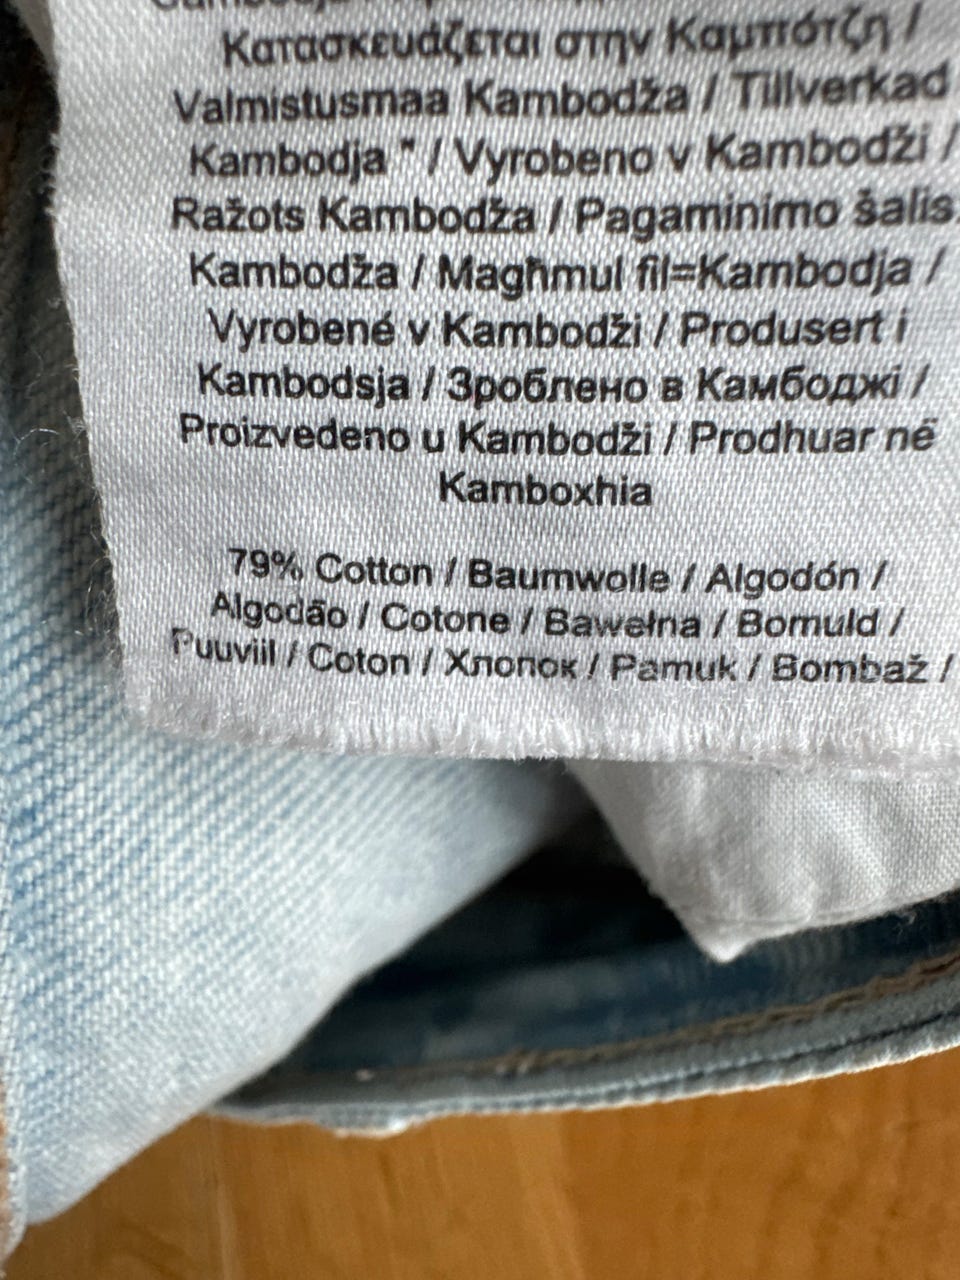 Κατασκευάζεται στην Καμπότζη /
Valmistusmaa Kambodža / Tillverkad
Kambodja * / Vyrobeno v Kambodži /
Ražots Kambodža / Pagaminimo šalis:
Kambodža / Magħmul fil=Kambodja /
Vyrobené v Kambodži / Produsert i
Kambodsja / Зроблено в Камбоджі /
Proizvedeno u Kambodži / Prodhuar në
Kamboxhia
79% Cotton / Baumwolle / Algodón /
Algodão / Cotone / Bawełna / Bomuld /
Puuviil / Coton / Хлопок / Pamuk / Bombaž /